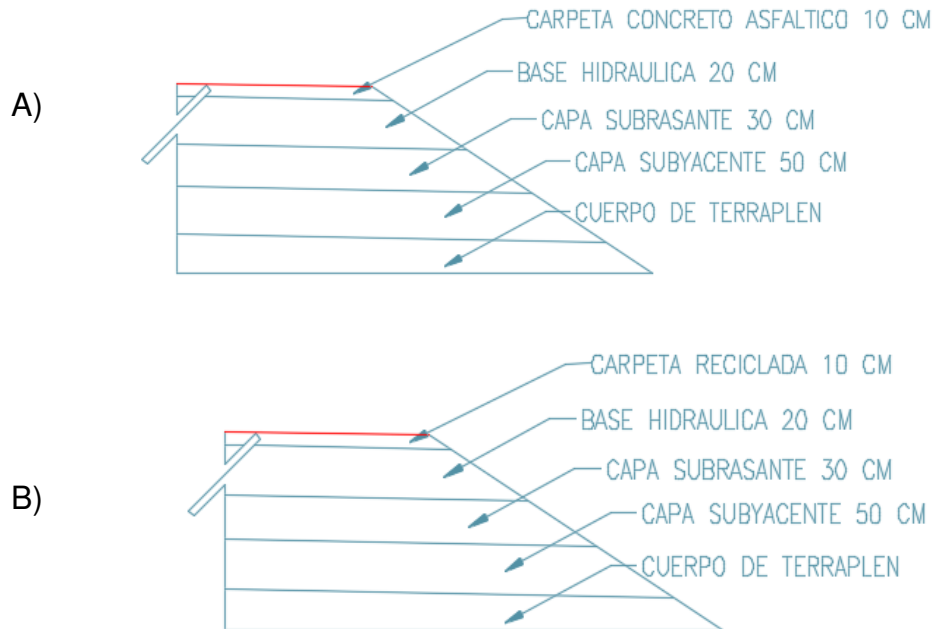 CARPETA CONCRETO ASFALTICO 10 CM
A)
BASE HIDRAULICA 20 CM
CAPA SUBRASANTE 30 CM
CAPA SUBYACENTE 50 CM
CUERPO DE TERRAPLEN
CARPETA RECICLADA 10 CM
BASE HIDRAULICA 20 CM
CAPA SUBRASANTE 30 CM
B)
CAPA SUBYACENTE 50 CM
CUERPO DE TERRAPLEN